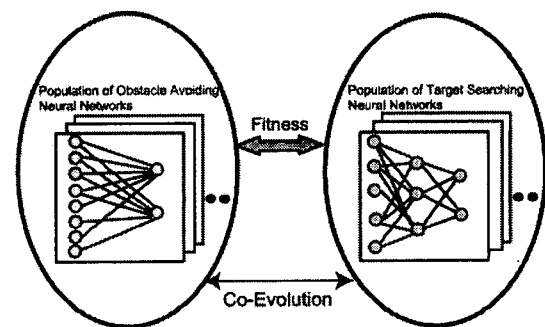 Population of Obstacle Avoiding
Neural Networks
Fitness
Population of Target Searching
Neural Networks
Co-Evolution